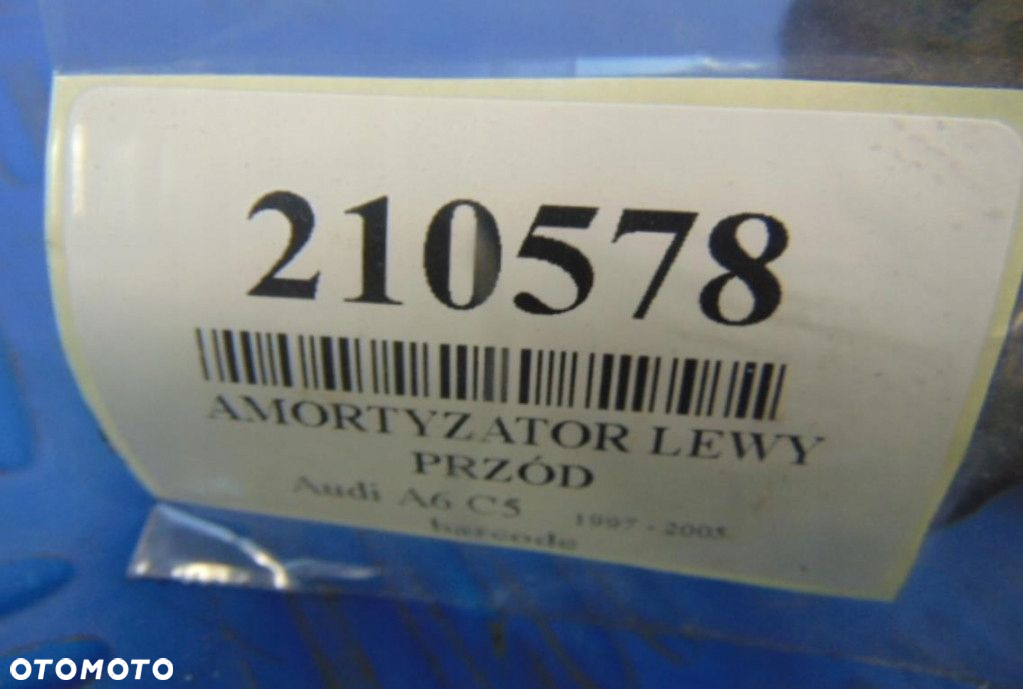 210578
AMORTYZATOR LEWY
PRZÓD
Audi A6 C5 1997 - 2005
barcode
OTOMOTO